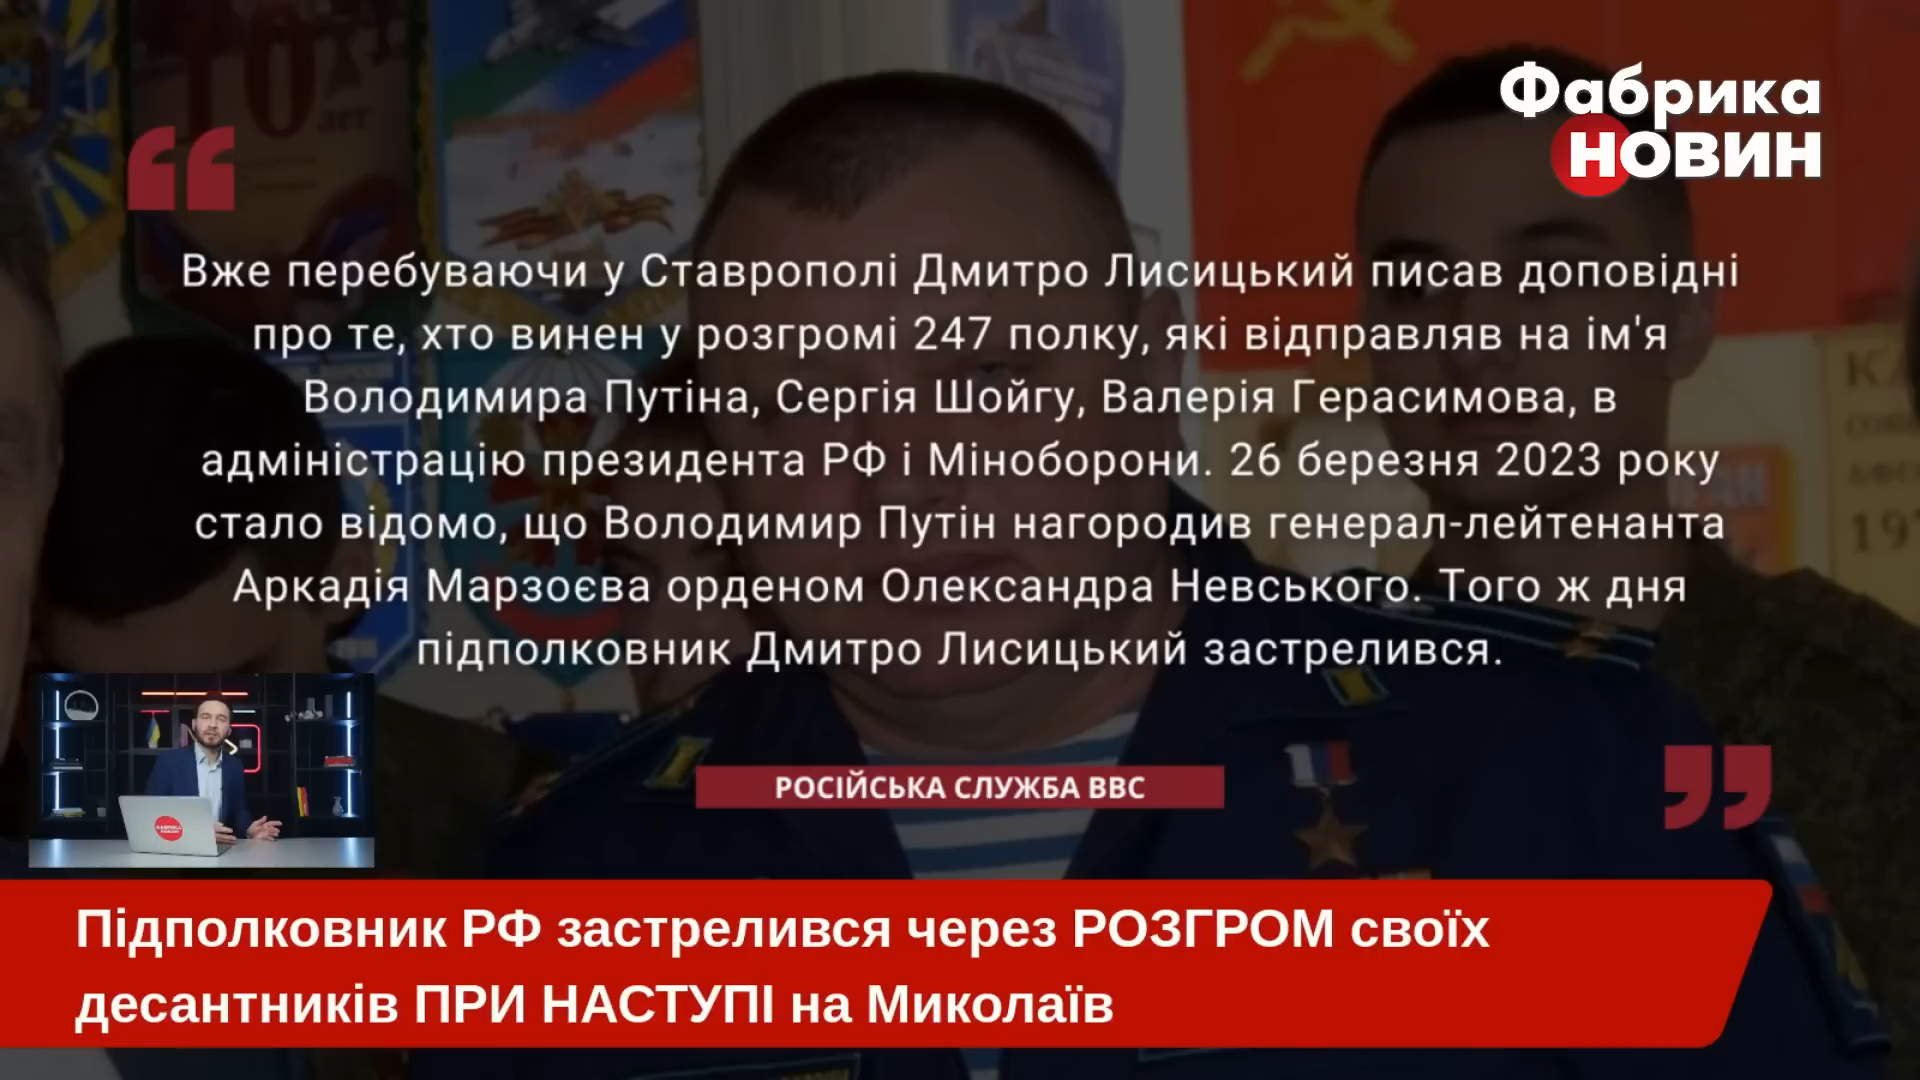 Фабрика
новин
Вже перебуваючи у Ставрополі Дмитро Лисицький писав доповідні
про те, хто винен у розгромі 247 полку, які відправляв на ім'я
Володимира Путіна, Сергія Шойгу, Валерія Герасимова, в
адміністрацію президента РФ і Міноборони. 26 березня 2023 року
стало відомо, що Володимир Путін нагородив генерал-лейтенанта
Аркадія Марзоєва орденом Олександра Невського. Того ж дня
підполковник Дмитро Лисицький застрелився.
РОСІЙСЬКА СЛУЖБА ВВС
Підполковник РФ застрелився через РОЗГРОМ своїх
десантників ПРИ НАСТУПІ на Миколаїв